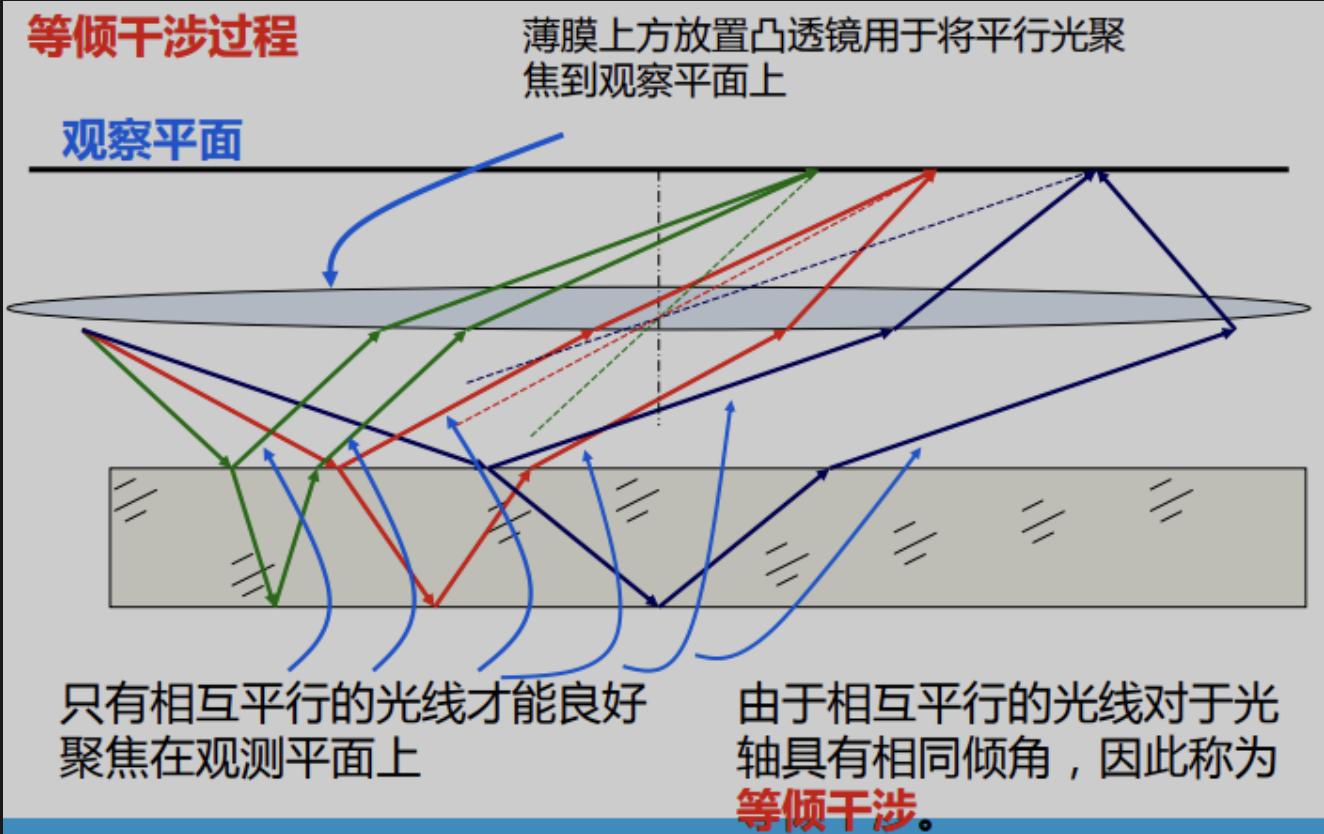 等倾干涉过程
薄膜上方放置凸透镜用于将平行光聚
焦到观察平面上
观察平面
只有相互平行的光线才能良好
聚焦在观测平面上
由于相互平行的光线对于光
轴具有相同倾角，因此称为
等倾干涉。